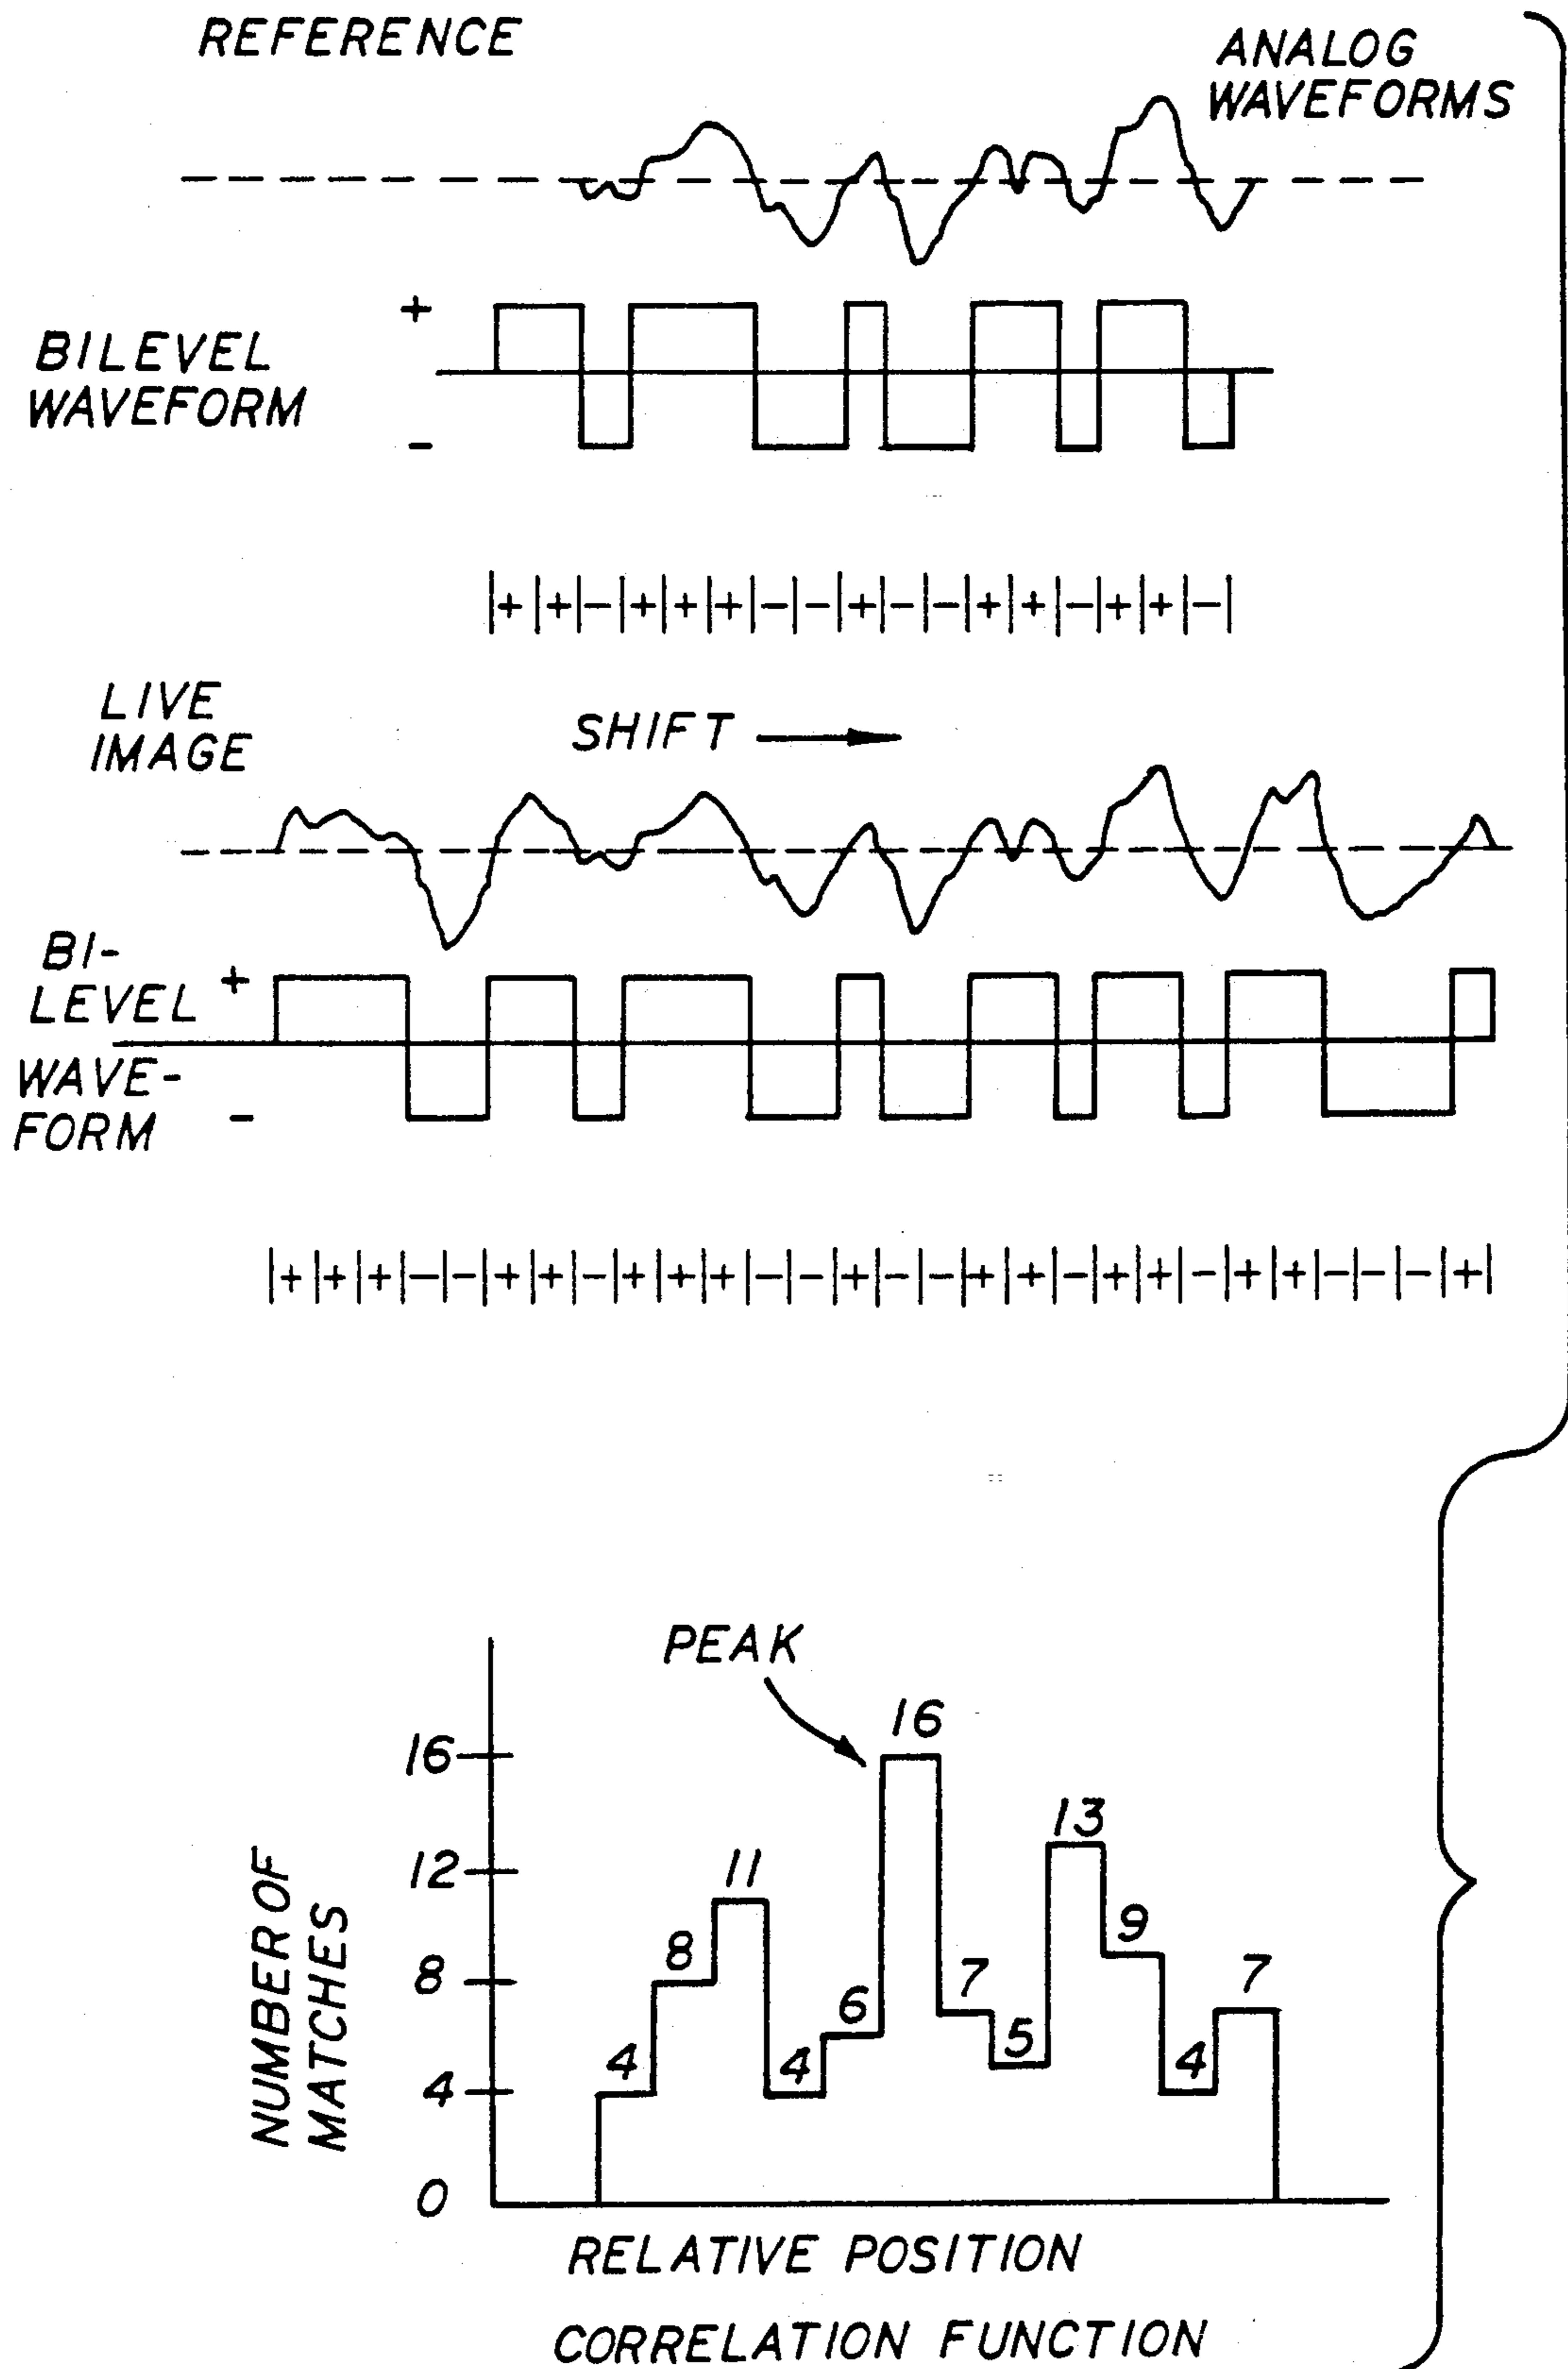 REFERENCE
ANALOG
WAVEFORMS
+
BILEVEL
WAVEFORM
-
|+|+|-|+|+|+|-|-|+|-|-|+|+|-|+|+|-|
LIVE
IMAGE
SHIFT
BI-
LEVEL
+
WAVE-
FORM
-
|+|+|+|-|-|+|+|-|+|+|+|-|-|+|-|-|+|+|-|+|+|-|+|+|-|-|-|+|
PEAK
16
16
13
12
11
9
8
8
7
7
6
5
4
4
4
4
0
NUMBER OF
MATCHES
RELATIVE POSITION
CORRELATION FUNCTION